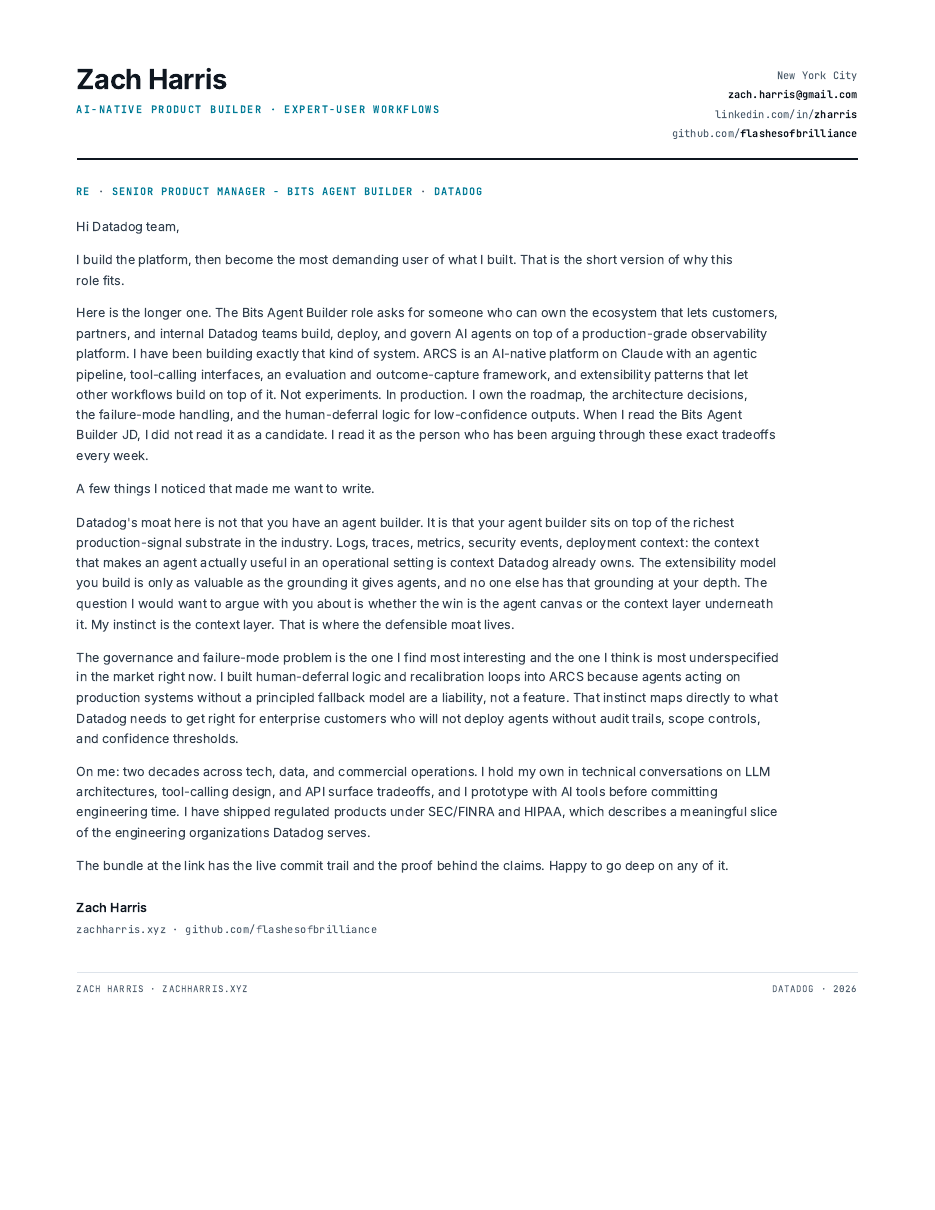 Zach Harris
AI-NATIVE PRODUCT BUILDER · EXPERT-USER WORKFLOWS
New York City
zach.harris@gmail.com
linkedin.com/in/zharris
github.com/flashesofbrilliance
RE · SENIOR PRODUCT MANAGER - BITS AGENT BUILDER · DATADOG
Hi Datadog team,
I build the platform, then become the most demanding user of what I built. That is the short version of why this
role fits.
Here is the longer one. The Bits Agent Builder role asks for someone who can own the ecosystem that lets customers,
partners, and internal Datadog teams build, deploy, and govern AI agents on top of a production-grade observability
platform. I have been building exactly that kind of system. ARCS is an AI-native platform on Claude with an agentic
pipeline, tool-calling interfaces, an evaluation and outcome-capture framework, and extensibility patterns that let
other workflows build on top of it. Not experiments. In production. I own the roadmap, the architecture decisions,
the failure-mode handling, and the human-deferral logic for low-confidence outputs. When I read the Bits Agent
Builder JD, I did not read it as a candidate. I read it as the person who has been arguing through these exact tradeoffs
every week.
A few things I noticed that made me want to write.
Datadog's moat here is not that you have an agent builder. It is that your agent builder sits on top of the richest
production-signal substrate in the industry. Logs, traces, metrics, security events, deployment context: the context
that makes an agent actually useful in an operational setting is context Datadog already owns. The extensibility model
you build is only as valuable as the grounding it gives agents, and no one else has that grounding at your depth. The
question I would want to argue with you about is whether the win is the agent canvas or the context layer underneath
it. My instinct is the context layer. That is where the defensible moat lives.
The governance and failure-mode problem is the one I find most interesting and the one I think is most underspecified
in the market right now. I built human-deferral logic and recalibration loops into ARCS because agents acting on
production systems without a principled fallback model are a liability, not a feature. That instinct maps directly to what
Datadog needs to get right for enterprise customers who will not deploy agents without audit trails, scope controls,
and confidence thresholds.
On me: two decades across tech, data, and commercial operations. I hold my own in technical conversations on LLM
architectures, tool-calling design, and API surface tradeoffs, and I prototype with AI tools before committing
engineering time. I have shipped regulated products under SEC/FINRA and HIPAA, which describes a meaningful slice
of the engineering organizations Datadog serves.
The bundle at the link has the live commit trail and the proof behind the claims. Happy to go deep on any of it.
Zach Harris
zachharris.xyz · github.com/flashesofbrilliance
ZACH HARRIS · ZACHHARRIS.XYZ
DATADOG · 2026